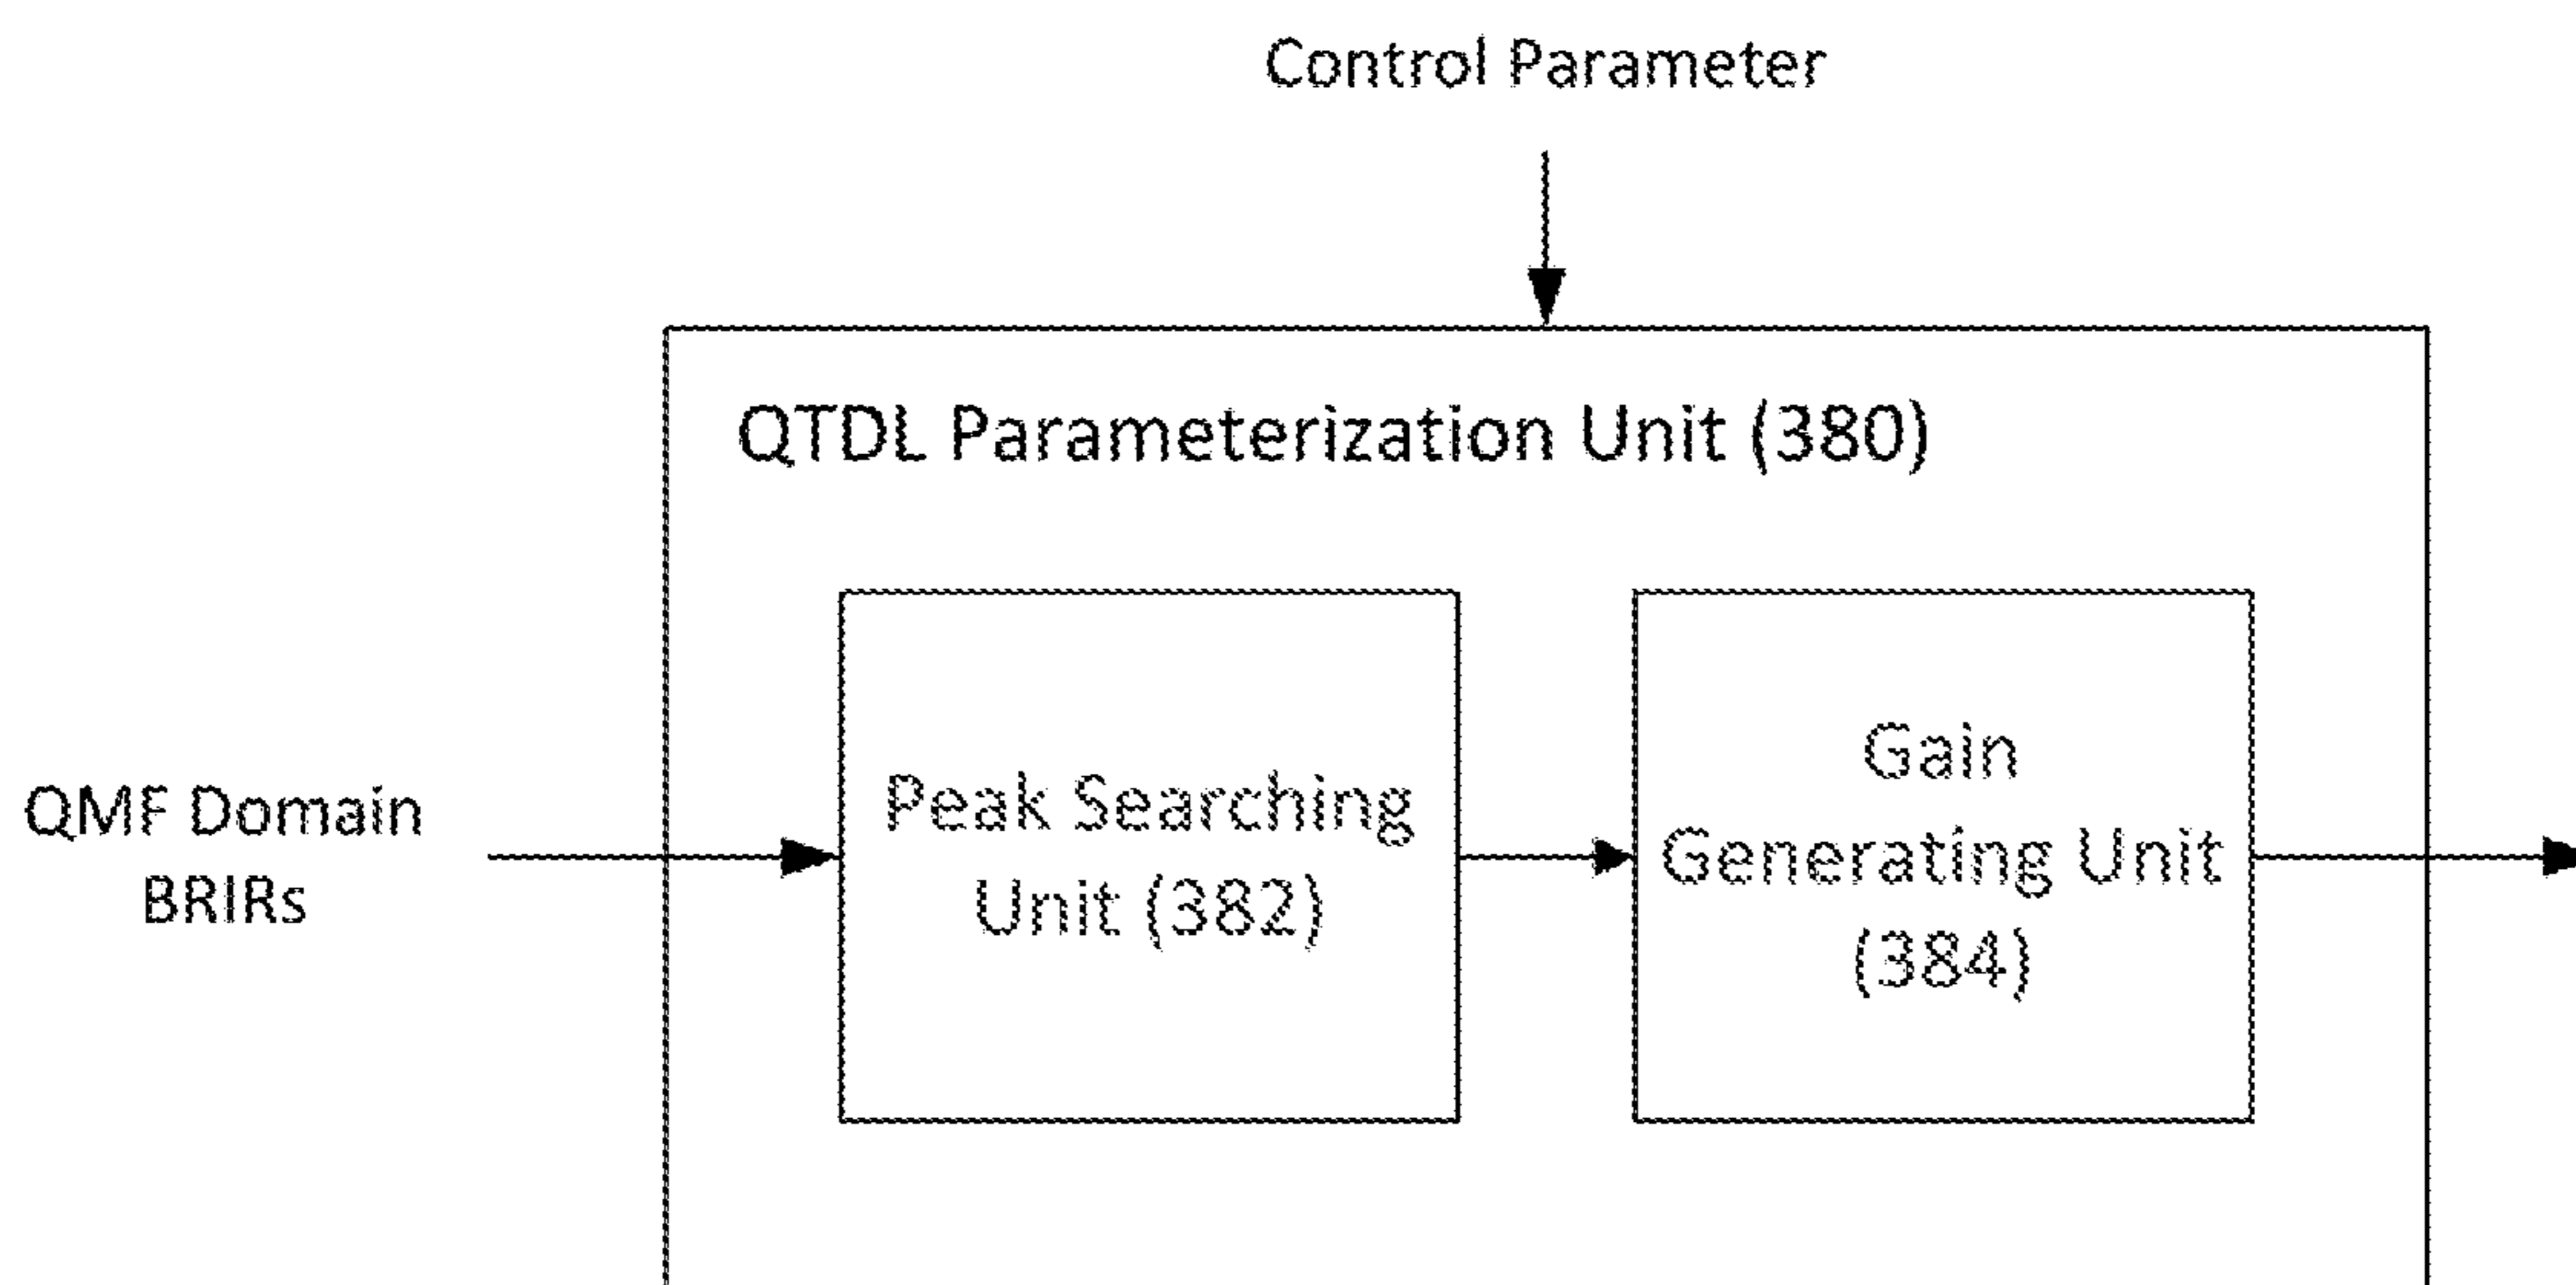 Control Parameter
QTDL Parameterization Unit (380)
QMF Domain
BRIRs
Peak Searching
Unit (382)
Gain
Generating Unit
(384)